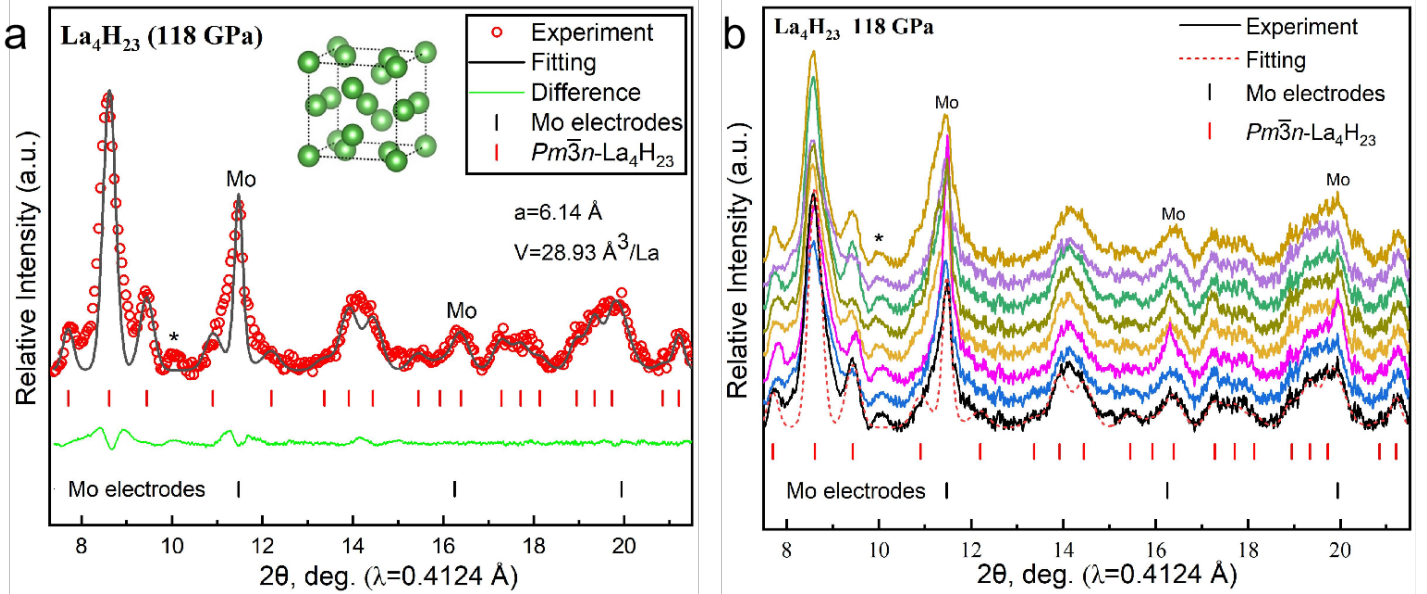 a
La₄H₂₃ (118 GPa)
Experiment
Fitting
Difference
Mo electrodes
Pm3̅n-La₄H₂₃
Mo
a=6.14 Å
V=28.93 Å³/La
*
Mo
Mo electrodes
8 10 12 14 16 18 20
2θ, deg. (λ=0.4124 Å)
Relative Intensity (a.u.)
b
La₄H₂₃ 118 GPa
Experiment
Fitting
Mo electrodes
Pm3̅n-La₄H₂₃
Mo
*
Mo
Mo
Mo electrodes
8 10 12 14 16 18 20
2θ, deg. (λ=0.4124 Å)
Relative Intensity (a.u.)